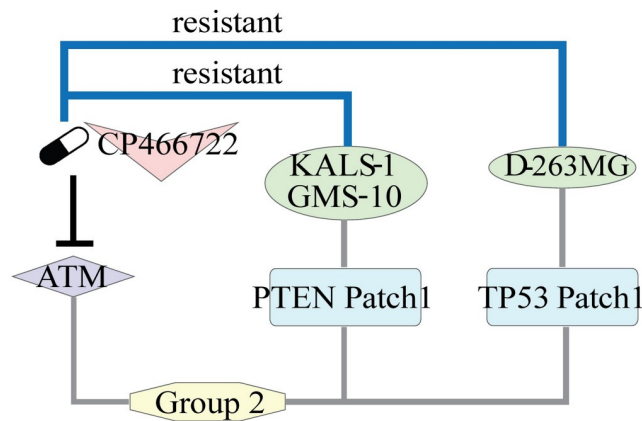 resistant
resistant
CP466722
KALS-1
GMS-10
D-263MG
ATM
PTEN Patch1
TP53 Patch1
Group 2